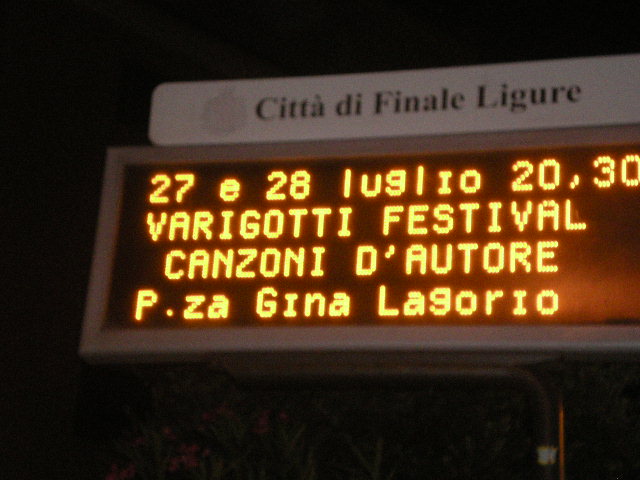 Città di Finale Ligure
27 e 28 luglio 20,30
VARIGOTTI FESTIVAL
CANZONI D'AUTORE
P.za Gina Lagorio